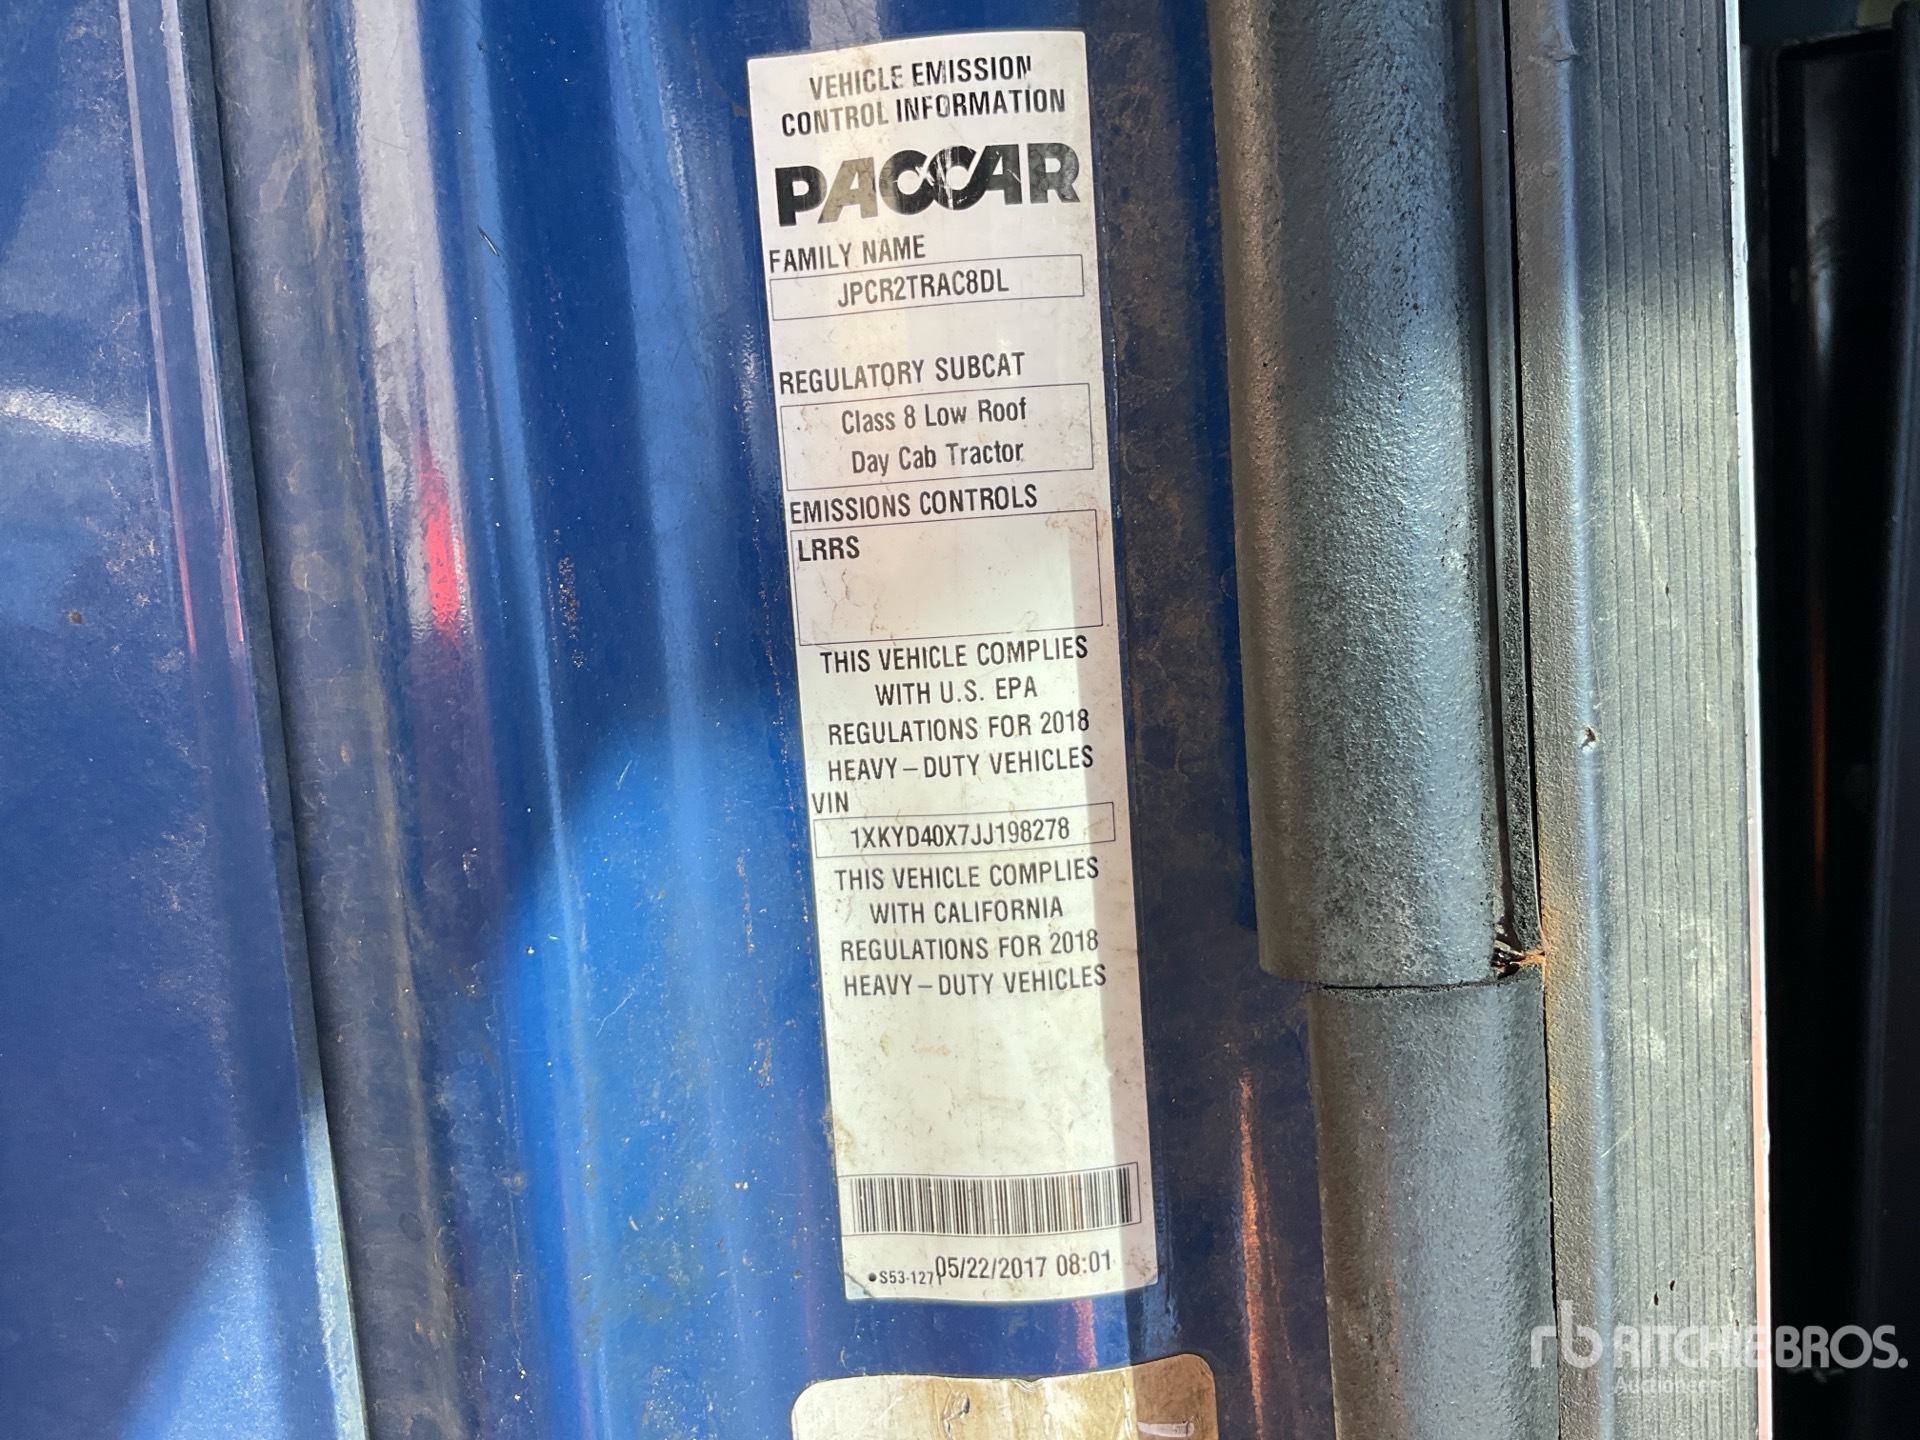 VEHICLE EMISSION
CONTROL INFORMATION
PACCAR
FAMILY NAME
JPCR2TRAC8DL
REGULATORY SUBCAT
Class 8 Low Roof
Day Cab Tractor
EMISSIONS CONTROLS
LRRS
THIS VEHICLE COMPLIES
WITH U.S. EPA
REGULATIONS FOR 2018
HEAVY-DUTY VEHICLES
VIN
1XKYD40X7JJ198278
THIS VEHICLE COMPLIES
WITH CALIFORNIA
REGULATIONS FOR 2018
HEAVY-DUTY VEHICLES
•S53-1271 05/22/2017 08:01
rb RITCHIE BROS.
Auctioneers